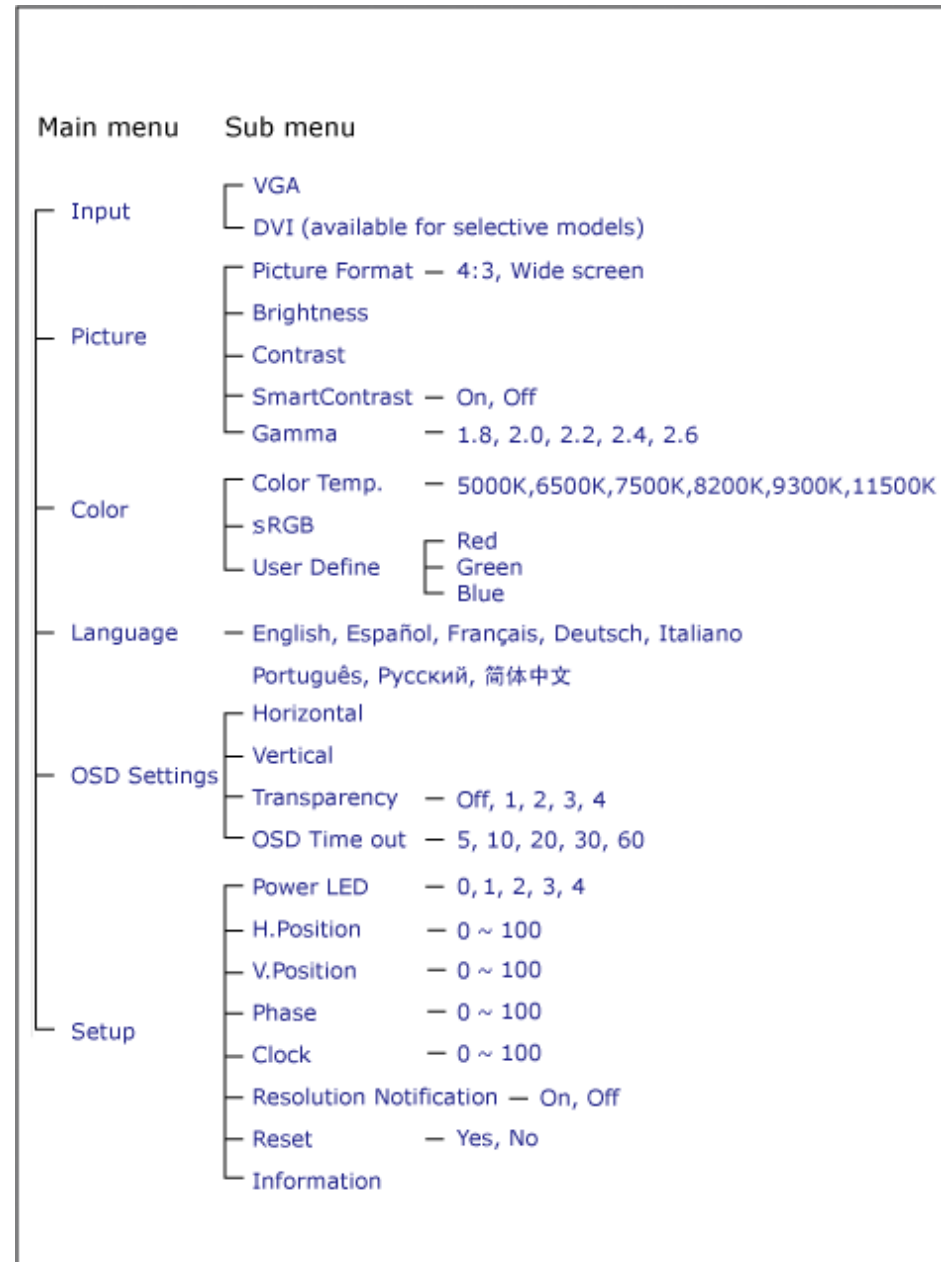 Main menu Sub menu
VGA
Input
DVI (available for selective models)
Picture Format — 4:3, Wide screen
Brightness
Picture
Contrast
SmartContrast — On, Off
Gamma — 1.8, 2.0, 2.2, 2.4, 2.6
Color Temp. — 5000K,6500K,7500K,8200K,9300K,11500K
Color
sRGB
Red
User Define Green
Blue
Language — English, Español, Français, Deutsch, Italiano
Português, Русский, 简体中文
Horizontal
Vertical
OSD Settings
Transparency — Off, 1, 2, 3, 4
OSD Time out — 5, 10, 20, 30, 60
Power LED — 0, 1, 2, 3, 4
H.Position — 0 ~ 100
V.Position — 0 ~ 100
Phase — 0 ~ 100
Setup
Clock — 0 ~ 100
Resolution Notification — On, Off
Reset — Yes, No
Information